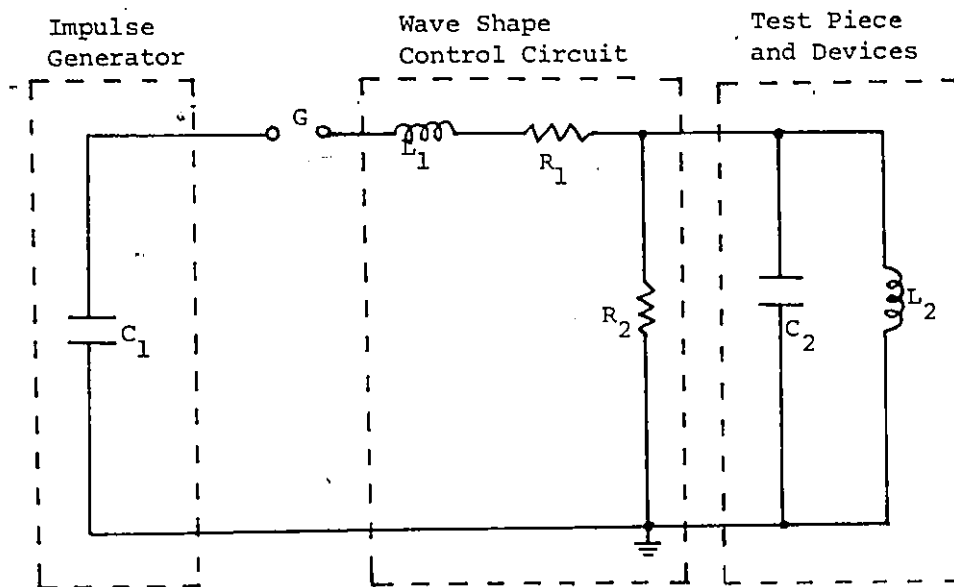 Impulse
Generator
Wave Shape
Control Circuit
Test Piece
and Devices
G
L1
R1
C1
R2
C2
L2